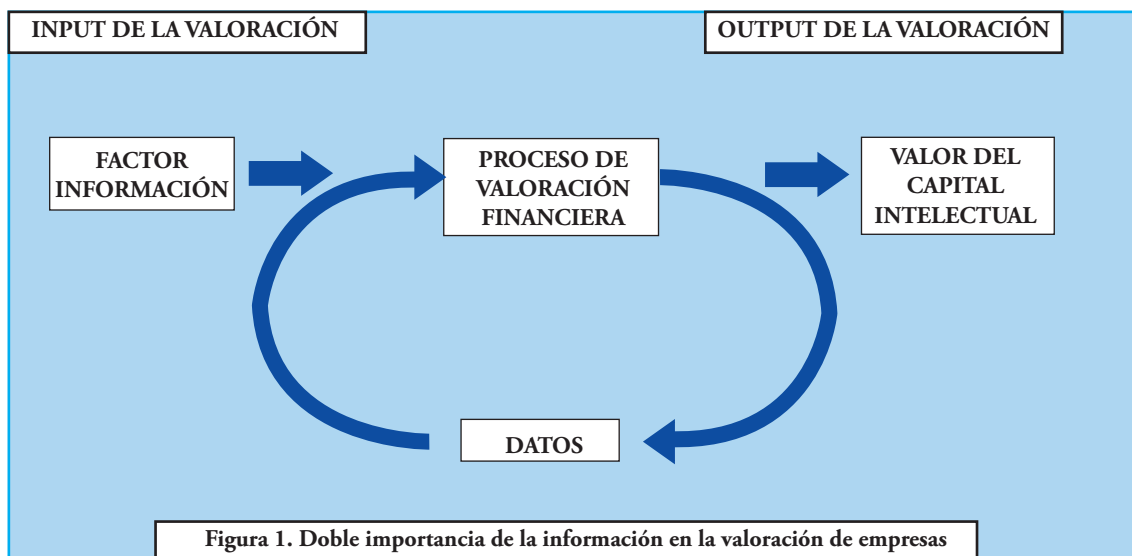 INPUT DE LA VALORACIÓN
OUTPUT DE LA VALORACIÓN
FACTOR
INFORMACIÓN
PROCESO DE
VALORACIÓN
FINANCIERA
VALOR DEL
CAPITAL
INTELECTUAL
DATOS
Figura 1. Doble importancia de la información en la valoración de empresas